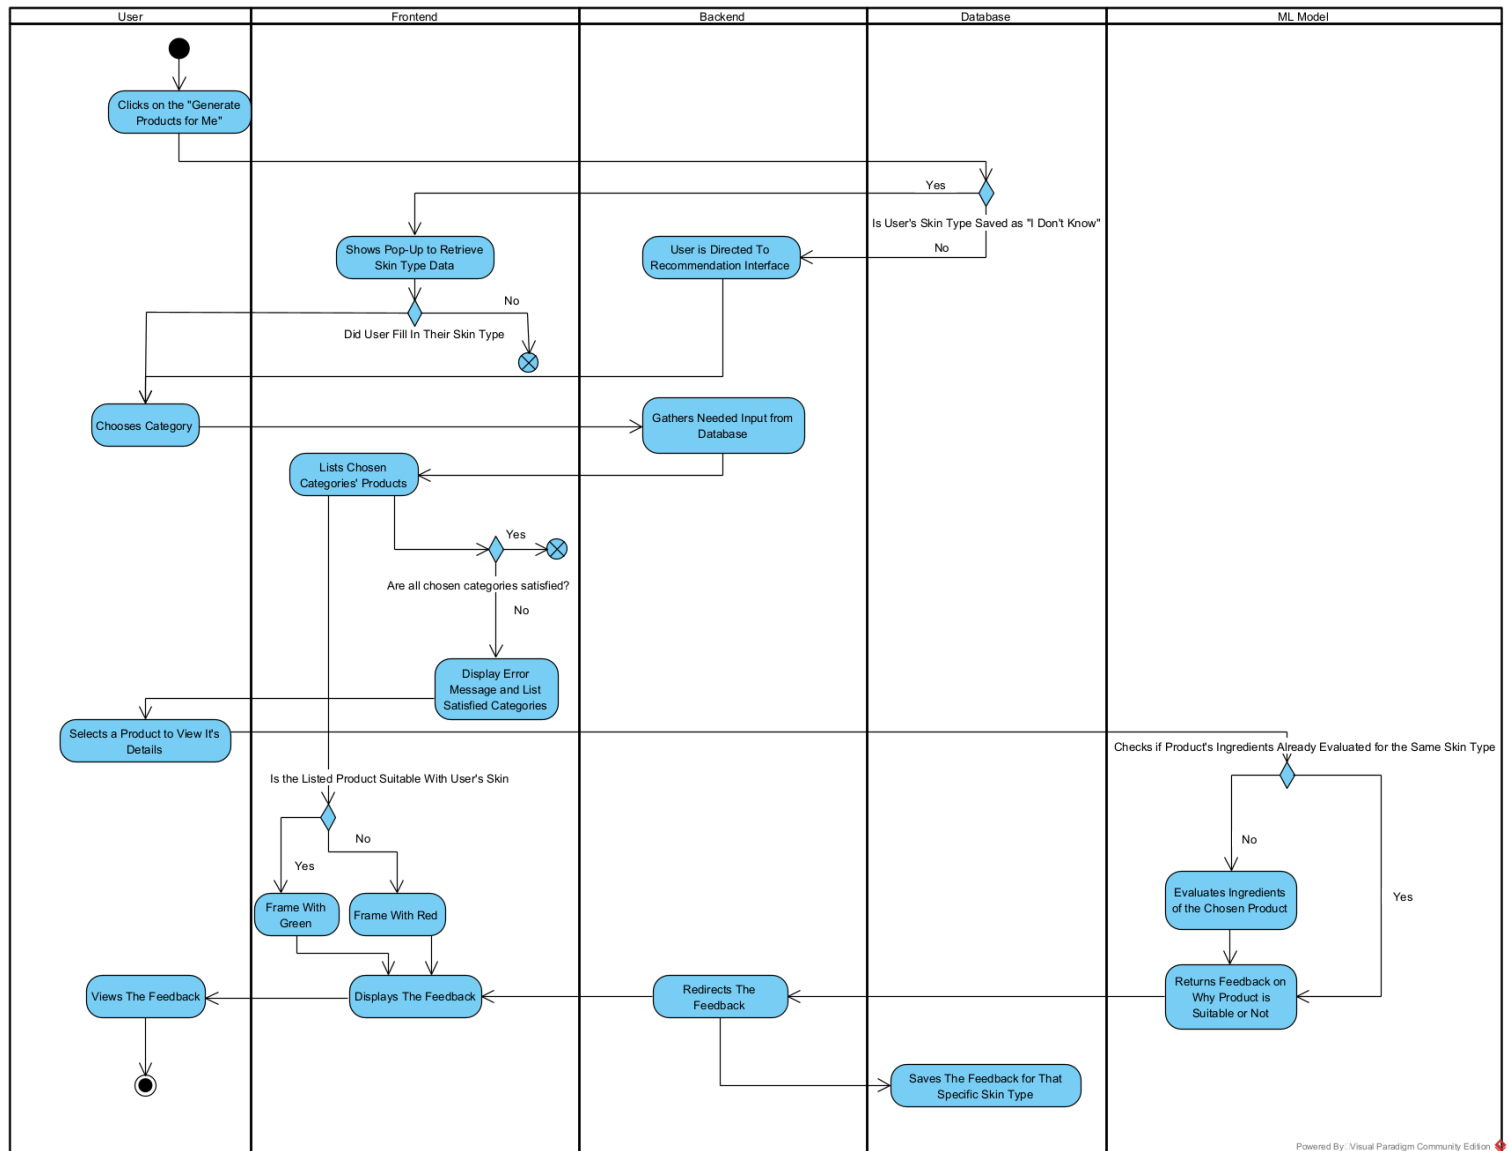 User
Frontend
Backend
Database
ML Model
Clicks on the "Generate
Products for Me"
Yes
Is User's Skin Type Saved as "I Don't Know"
No
Shows Pop-Up to Retrieve
Skin Type Data
User is Directed To
Recommendation Interface
No
Did User Fill In Their Skin Type
Chooses Category
Gathers Needed Input from
Database
Lists Chosen
Categories' Products
Yes
Are all chosen categories satisfied?
No
Display Error
Message and List
Satisfied Categories
Selects a Product to View It's
Details
Checks if Product's Ingredients Already Evaluated for the Same Skin Type
Is the Listed Product Suitable With User's Skin
No
Yes
No
Yes
Frame With
Green
Frame With Red
Evaluates Ingredients
of the Chosen Product
Views The Feedback
Displays The Feedback
Redirects The
Feedback
Returns Feedback on
Why Product is
Suitable or Not
Saves The Feedback for That
Specific Skin Type
Powered By Visual Paradigm Community Edition